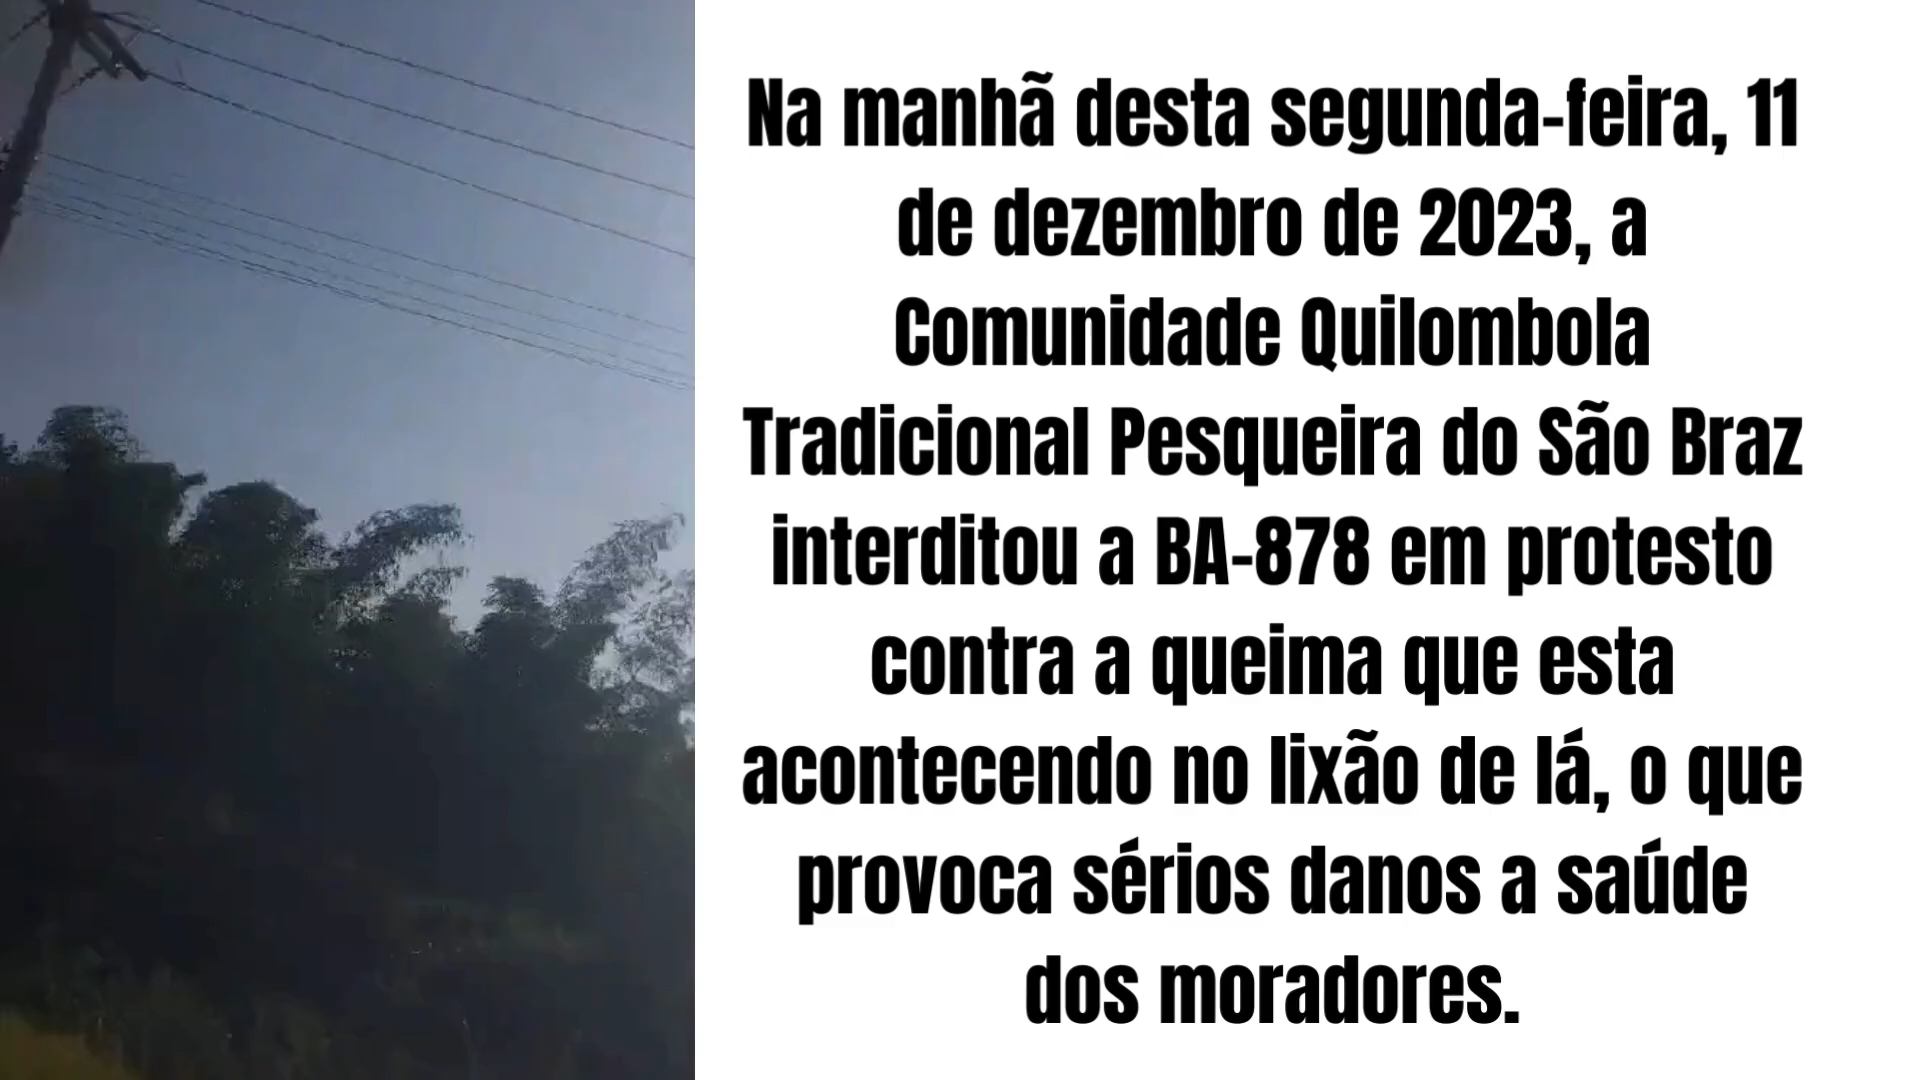 Na manhã desta segunda-feira, 11
de dezembro de 2023, a
Comunidade Quilombola
Tradicional Pesqueira do São Braz
interditou a BA-878 em protesto
contra a queima que esta
acontecendo no lixão de lá, o que
provoca sérios danos a saúde
dos moradores.